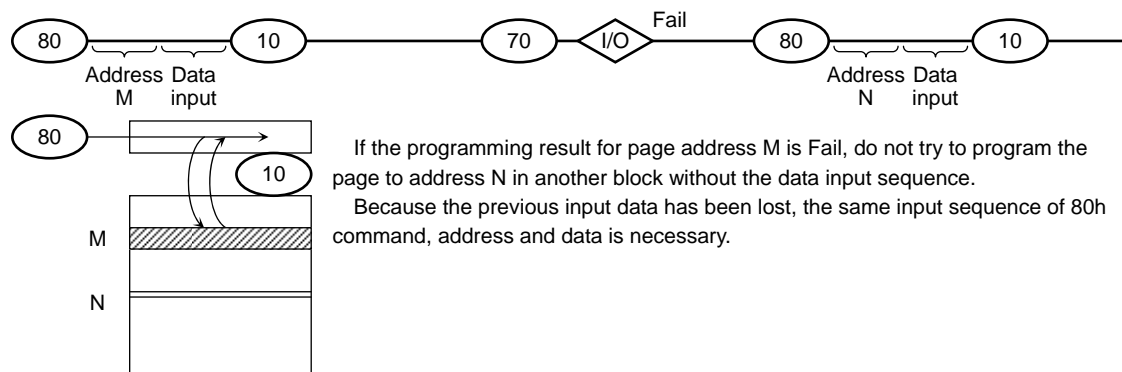 Fail
80 10 70 I/O 80 10
Address Data Address Data
M input N input
80
If the programming result for page address M is Fail, do not try to program the
10
page to address N in another block without the data input sequence.
Because the previous input data has been lost, the same input sequence of 80h
M
command, address and data is necessary.
N